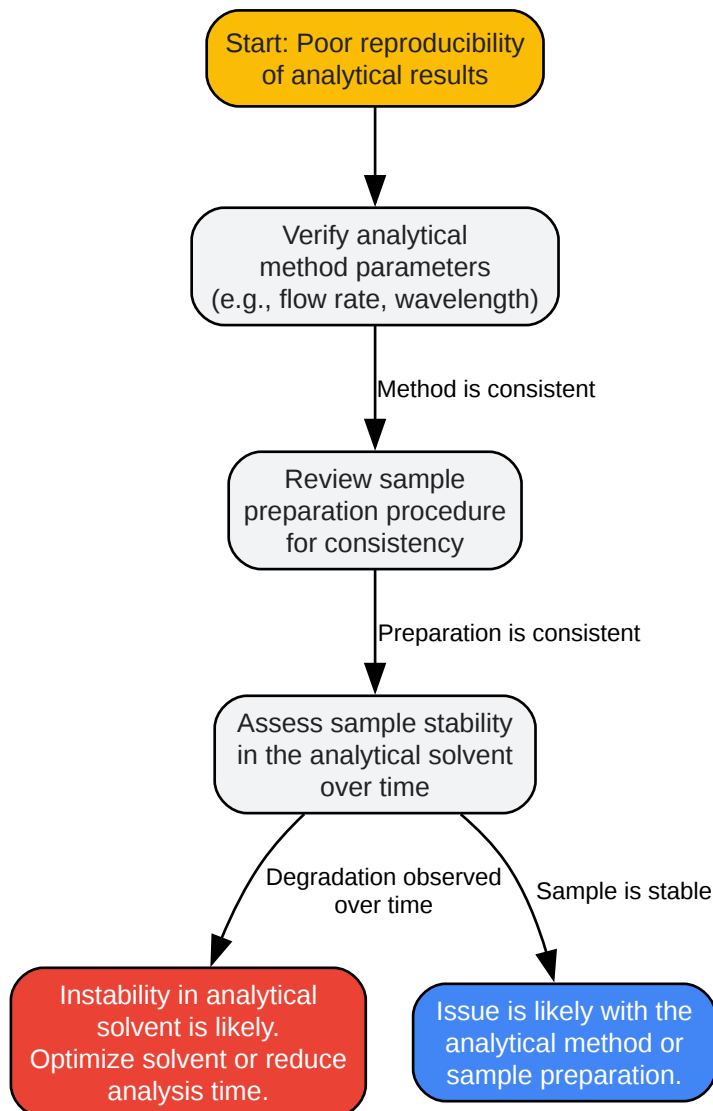 Start: Poor reproducibility
of analytical results
Verify analytical
method parameters
(e.g., flow rate, wavelength)
Method is consistent
Review sample
preparation procedure
for consistency
Preparation is consistent
Assess sample stability
in the analytical solvent
over time
Degradation observed
over time
Sample is stable
Instability in analytical
solvent is likely.
Optimize solvent or reduce
analysis time.
Issue is likely with the
analytical method or
sample preparation.